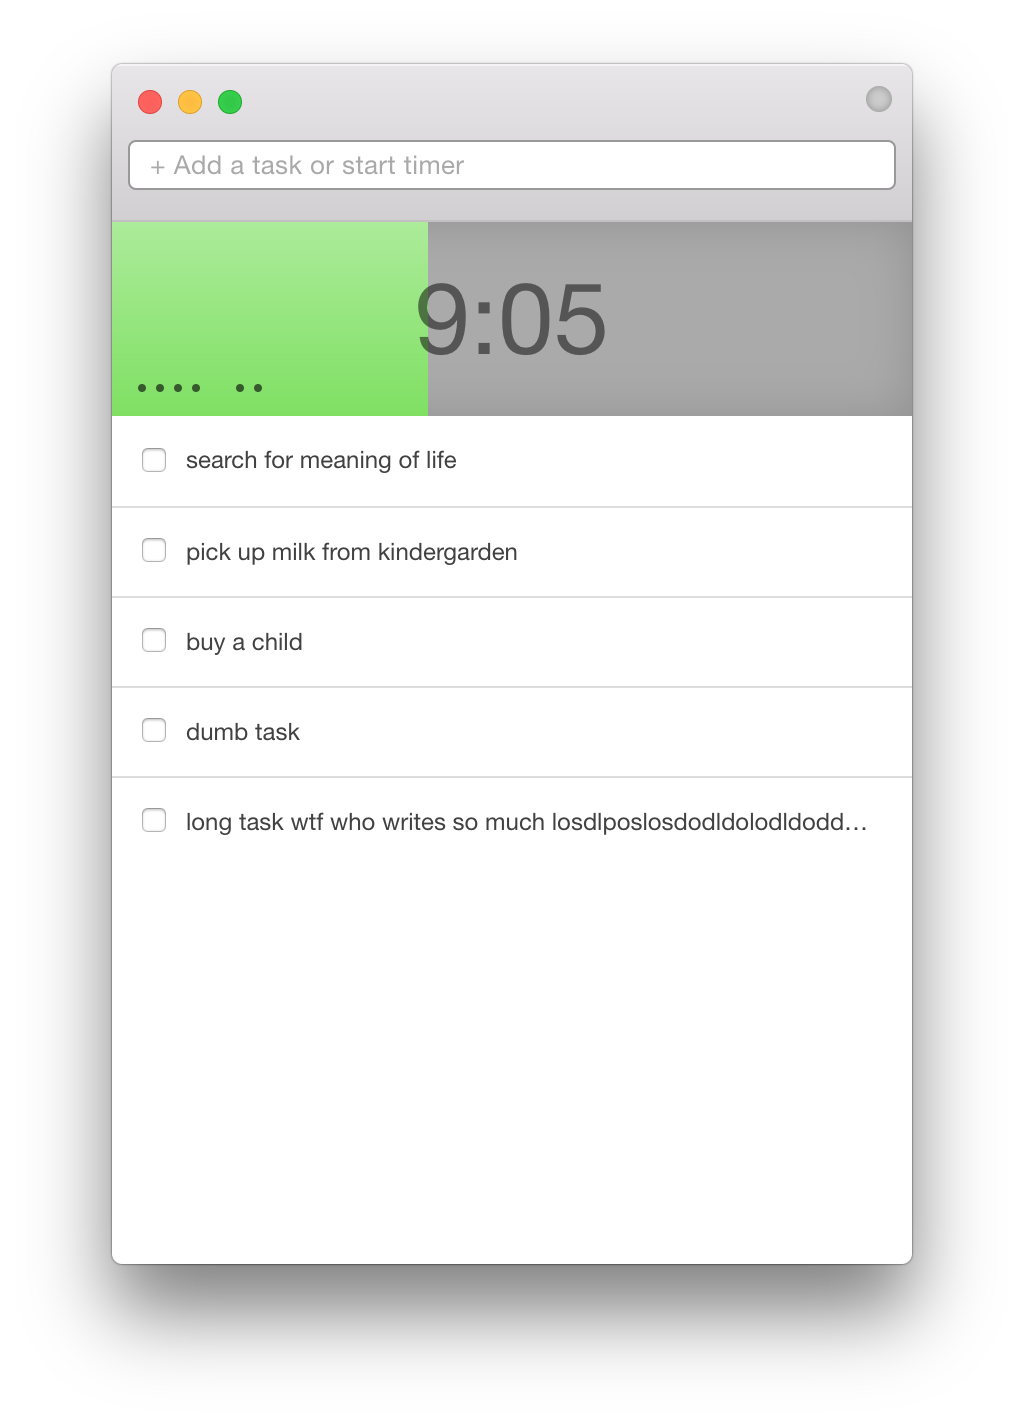 + Add a task or start timer
9:05
search for meaning of life
pick up milk from kindergarden
buy a child
dumb task
long task wtf who writes so much losdlposlosdodldolodldodd…